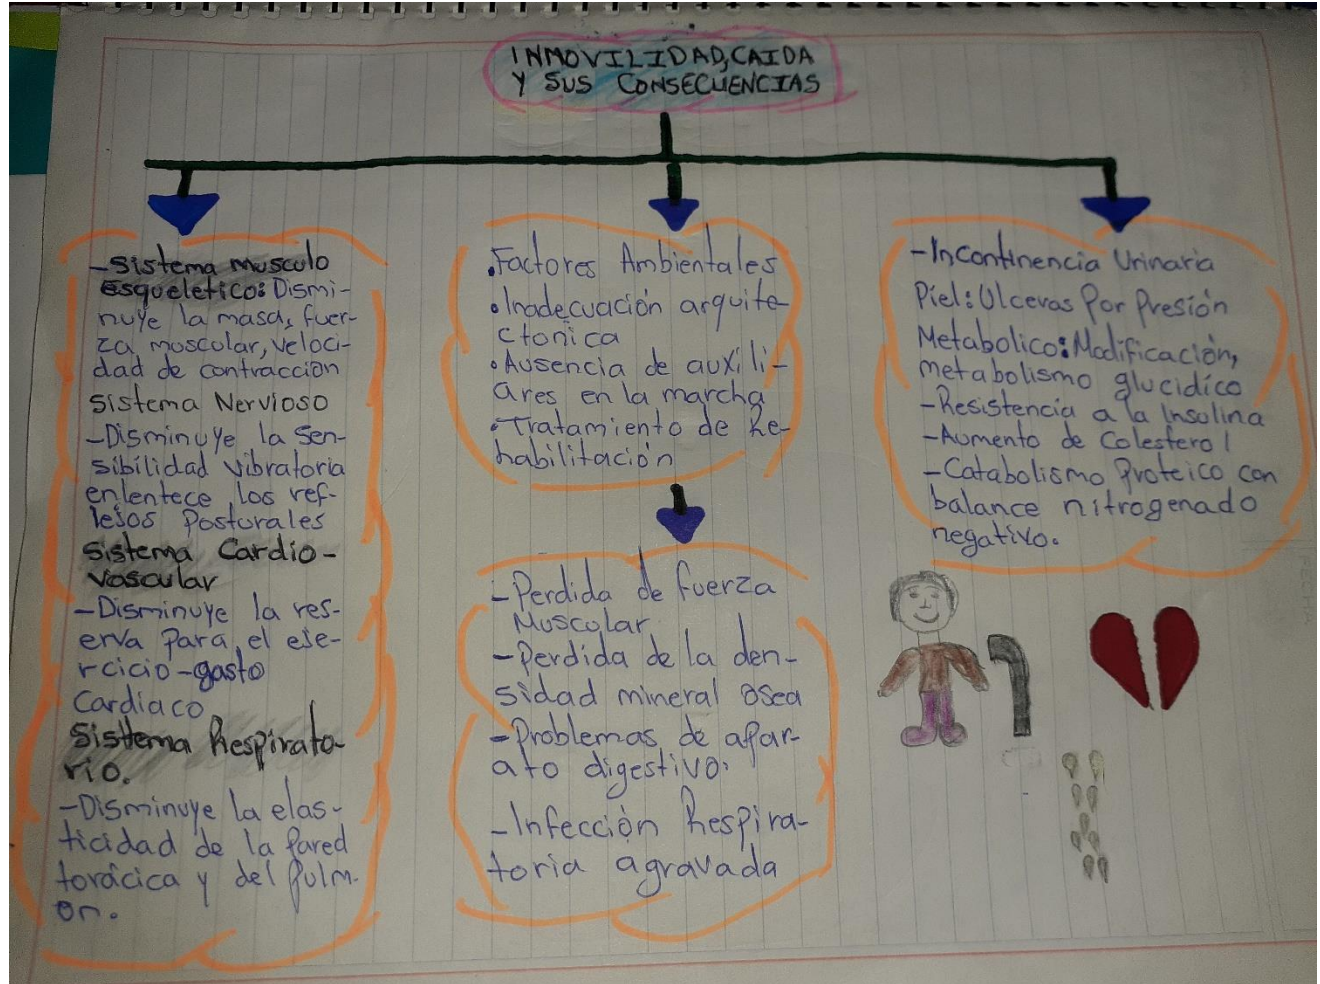 INMOVILIDAD, CAIDA
Y SUS CONSECUENCIAS
-Sistema musculo
esqueletico: Dismi-
nuye la masa, fuer-
za muscular, veloci-
dad de contracción
Sistema Nervioso
-Disminuye la sen-
sibilidad vibratoria
enlentece los ref-
lejos Posturales
Sistema Cardio-
vascular
-Disminuye la res-
erva Para el eje-
rcicio-gasto
Cardiaco
Sistema Respirato-
rio.
-Disminuye la elas-
ticidad de la Pared
torácica y del Pulm-
on.
.Factores Ambientales
•Inadecuación arquite-
ctonica
•Ausencia de auxili-
ares en la marcha
•Tratamiento de Re-
habilitación
-Perdida de fuerza
Muscolar
-Perdida de la den-
sidad mineral osea
-Problemas de apar-
ato digestivo.
-Infección Respira-
toria agravada
-Incontinencia Urinaria
Piel: Ulceras Por Presión
Metabolico: Modificación,
metabolismo glucidíco
-Resistencia a la Insulina
-Aumento de Colesterol
-Catabolismo Proteico con
balance nitrogenado
negativo.